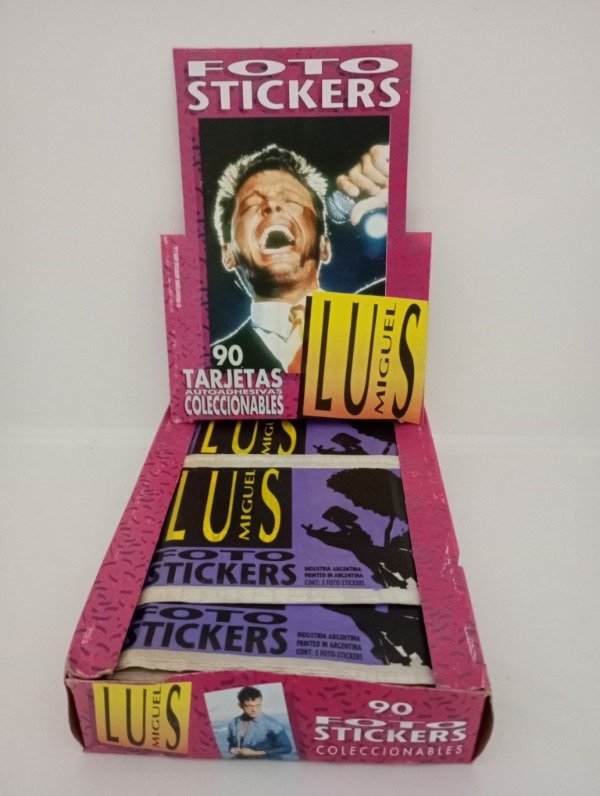 FOTO
STICKERS
LUIS
MIGUEL
90
TARJETAS
AUTOADHESIVAS
COLECCIONABLES
LUIS
MIGUEL
FOTO
STICKERS
INDUSTRIA ARGENTINA
PRINTED IN ARGENTINA
CONT: 5 FOTO-STICKERS
FOTO
STICKERS
INDUSTRIA ARGENTINA
PRINTED IN ARGENTINA
CONT: 5 FOTO-STICKERS
LUIS
MIGUEL
90
FOTO
STICKERS
COLECCIONABLES